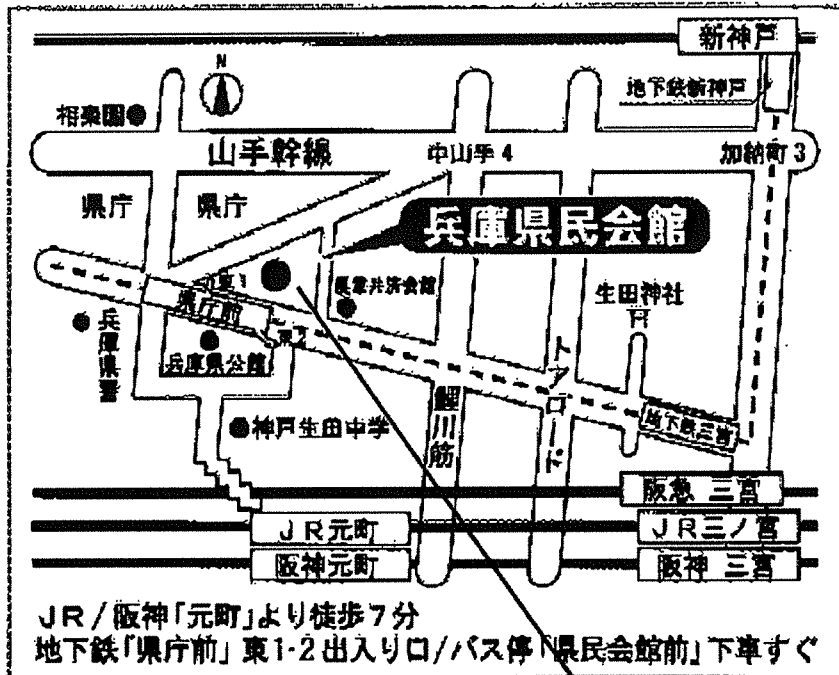 新神戸
N
地下鉄新神戸
相楽園
山手幹線
中山手4
加納町3
県庁
県庁
兵庫県民会館
東1
農業共済会館
生田神社
県庁前
東2
兵庫県警
兵庫県公館
鯉川筋
トアロード
地下鉄三宮
神戸生田中学
阪急 三宮
JR元町
JR三ノ宮
阪神元町
阪神 三宮
JR/阪神「元町」より徒歩7分
地下鉄「県庁前」東1-2出入り口/バス停「県民会館前」下車すぐ